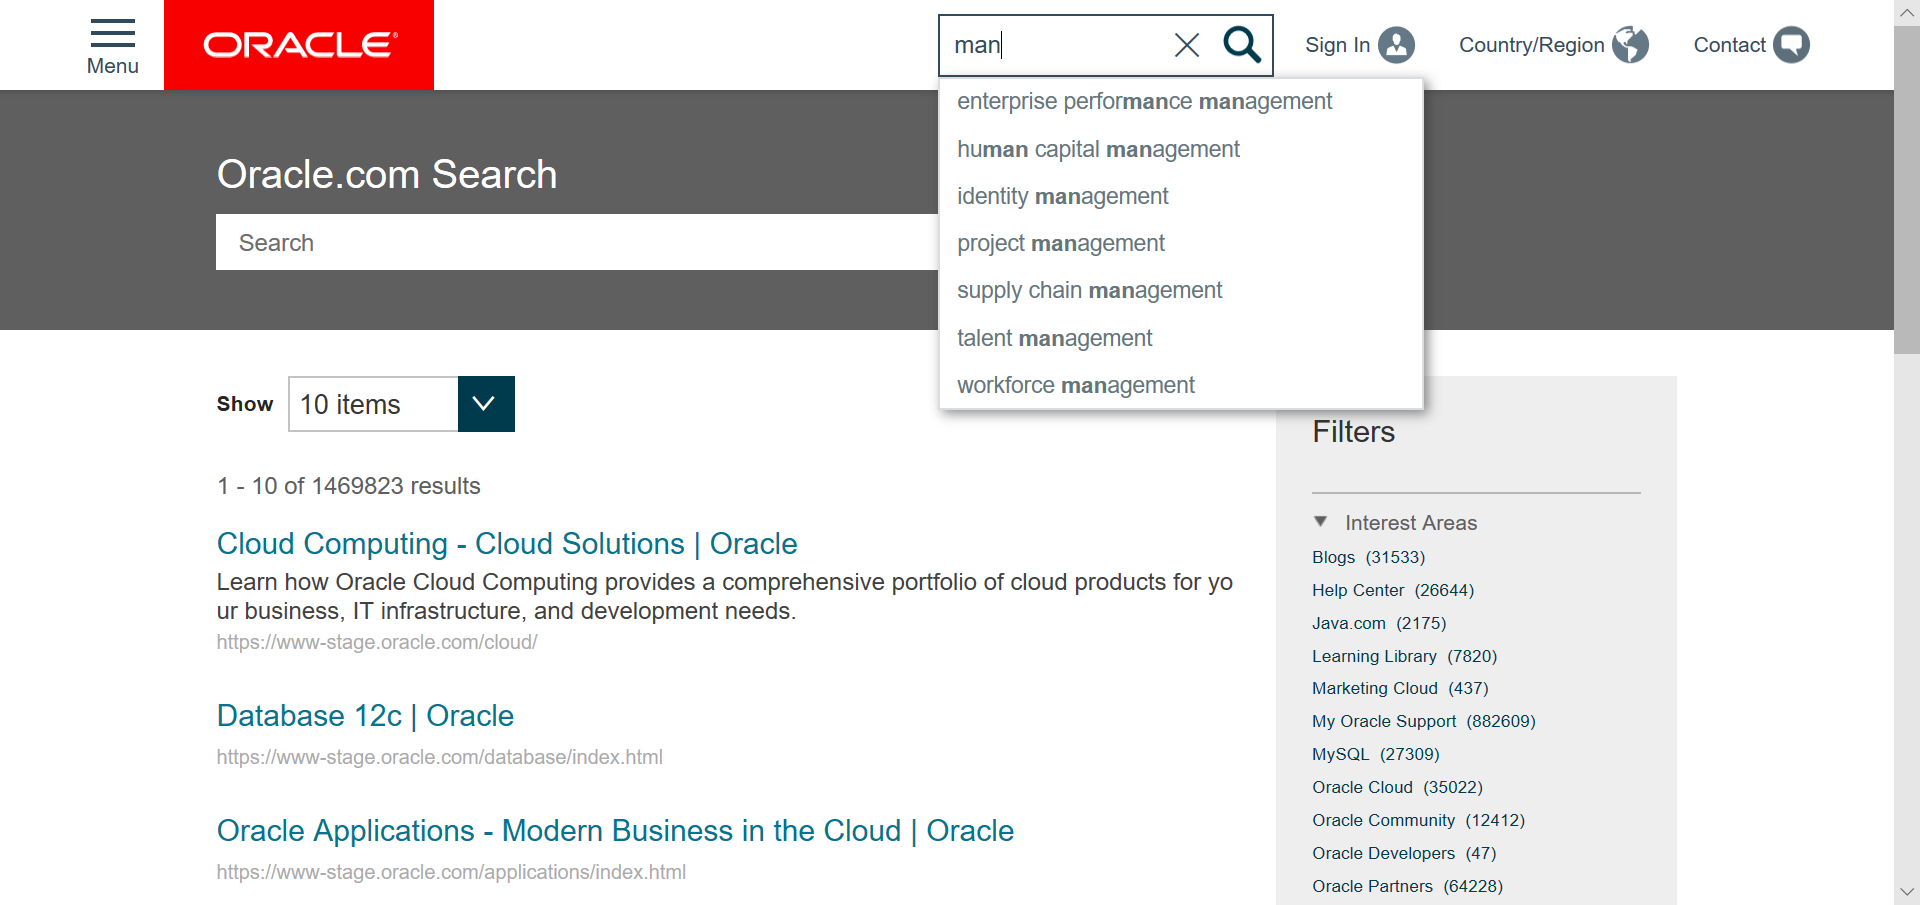 Menu
ORACLE
man
Sign In
Country/Region
Contact
enterprise performance management
human capital management
identity management
project management
supply chain management
talent management
workforce management
Oracle.com Search
Search
Show
10 items
1 - 10 of 1469823 results
Cloud Computing - Cloud Solutions | Oracle
Learn how Oracle Cloud Computing provides a comprehensive portfolio of cloud products for yo
ur business, IT infrastructure, and development needs.
https://www-stage.oracle.com/cloud/
Database 12c | Oracle
https://www-stage.oracle.com/database/index.html
Oracle Applications - Modern Business in the Cloud | Oracle
https://www-stage.oracle.com/applications/index.html
Filters
Interest Areas
Blogs (31533)
Help Center (26644)
Java.com (2175)
Learning Library (7820)
Marketing Cloud (437)
My Oracle Support (882609)
MySQL (27309)
Oracle Cloud (35022)
Oracle Community (12412)
Oracle Developers (47)
Oracle Partners (64228)